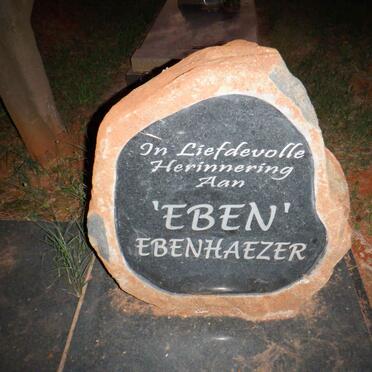 In Liefdevolle
Herinnering
Aan
'EBEN'
EBENHAEZER